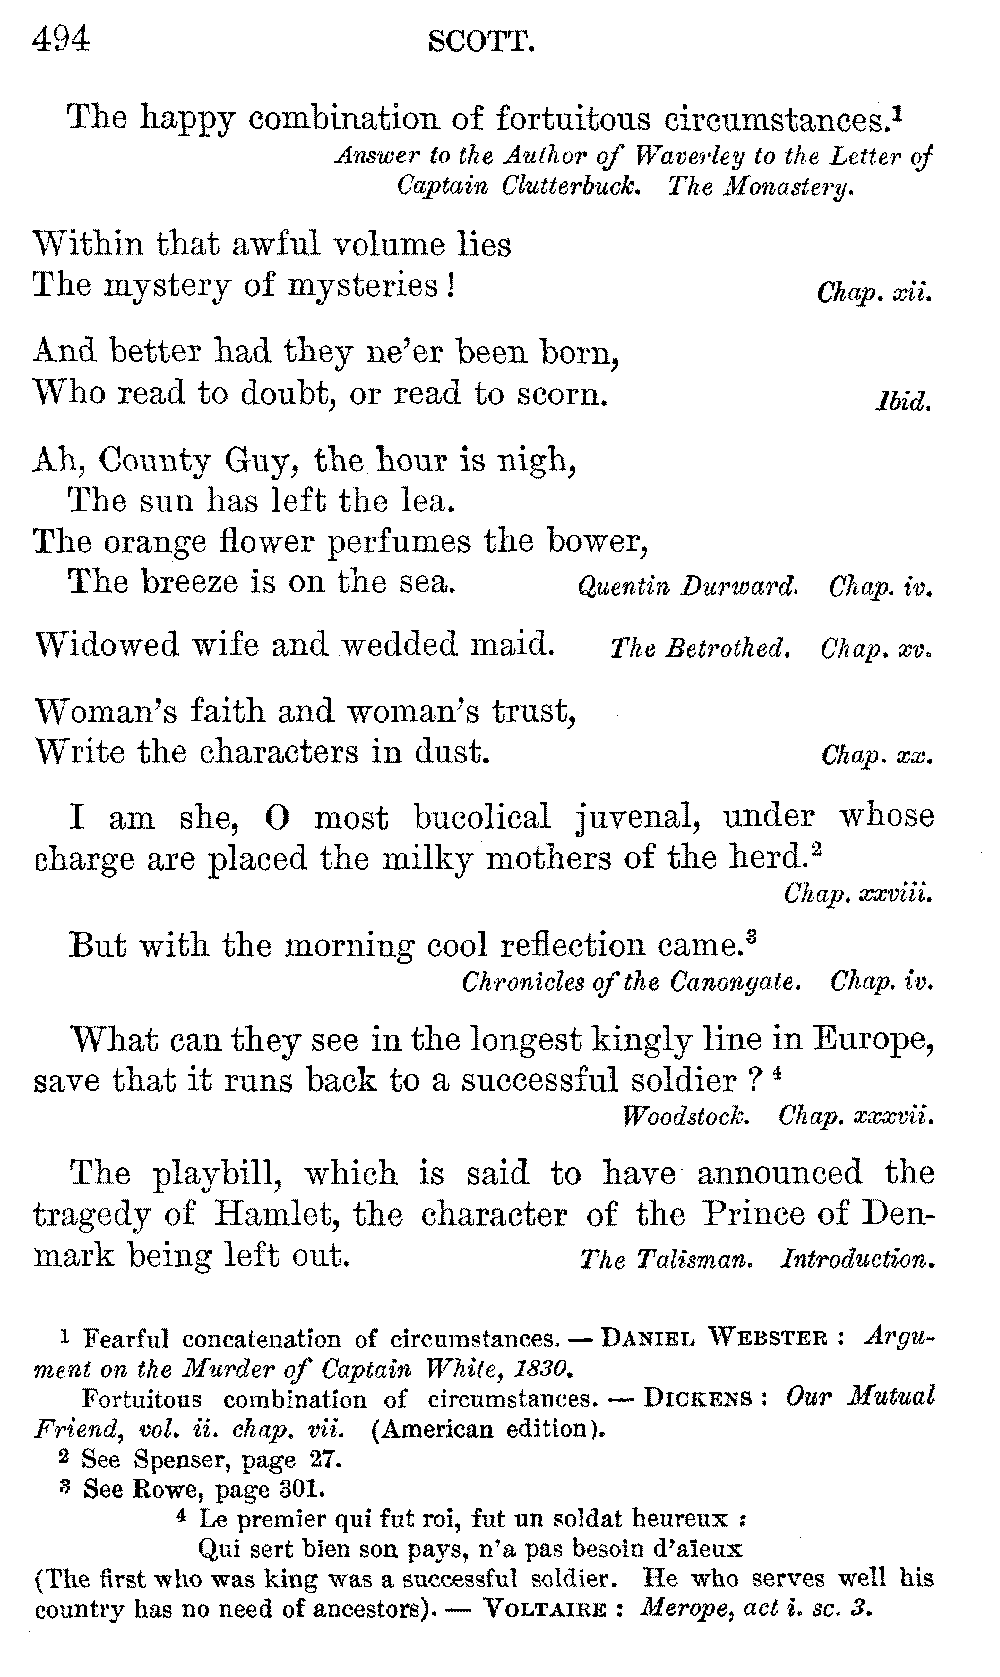 494 SCOTT.
The happy combination of fortuitous circumstances.¹
Answer to the Author of Waverley to the Letter of
Captain Clutterbuck. The Monastery.
Within that awful volume lies
The mystery of mysteries! Chap. xii.
And better had they ne'er been born,
Who read to doubt, or read to scorn. Ibid.
Ah, County Guy, the hour is nigh,
The sun has left the lea.
The orange flower perfumes the bower,
The breeze is on the sea. Quentin Durward. Chap. iv.
Widowed wife and wedded maid. The Betrothed. Chap. xv.
Woman's faith and woman's trust,
Write the characters in dust. Chap. xx.
I am she, O most bucolical juvenal, under whose
charge are placed the milky mothers of the herd.²
Chap. xxviii.
But with the morning cool reflection came.³
Chronicles of the Canongate. Chap. iv.
What can they see in the longest kingly line in Europe,
save that it runs back to a successful soldier?⁴
Woodstock. Chap. xxxvii.
The playbill, which is said to have announced the
tragedy of Hamlet, the character of the Prince of Den-
mark being left out. The Talisman. Introduction.
1 Fearful concatenation of circumstances. — DANIEL WEBSTER: Argu-
ment on the Murder of Captain White, 1830.
Fortuitous combination of circumstances. — DICKENS: Our Mutual
Friend, vol. ii. chap. vii. (American edition).
2 See Spenser, page 27.
3 See Rowe, page 301.
4 Le premier qui fut roi, fut un soldat heureux:
Qui sert bien son pays, n'a pas besoin d'aïeux
(The first who was king was a successful soldier. He who serves well his
country has no need of ancestors). — VOLTAIRE: Merope, act i. sc. 3.